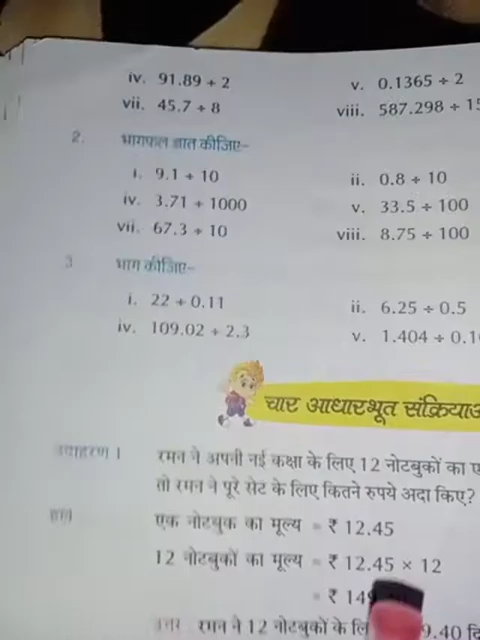 iv. 91.89 ÷ 2 v. 0.1365 ÷ 2
vii. 45.7 ÷ 8 viii. 587.298 ÷ 15
2. भागफल ज्ञात कीजिए–
i. 9.1 ÷ 10 ii. 0.8 ÷ 10
iv. 3.71 ÷ 1000 v. 33.5 ÷ 100
vii. 67.3 ÷ 10 viii. 8.75 ÷ 100
3 भाग कीजिए–
i. 22 ÷ 0.11 ii. 6.25 ÷ 0.5
iv. 109.02 ÷ 2.3 v. 1.404 ÷ 0.1
चार आधारभूत
उदाहरण 1 रमन ने अपनी नई कक्षा के लिए 12 नोटबुकों का
तो रमन ने पूरे सेट के लिए कितने रुपये अदा किए?
हल एक नोटबुक का मूल्य = ₹ 12.45
12 नोटबुकों का मूल्य = ₹ 12.45 × 12
= ₹ 149
उत्तर रमन ने 12 नोटबुकों के 9.40